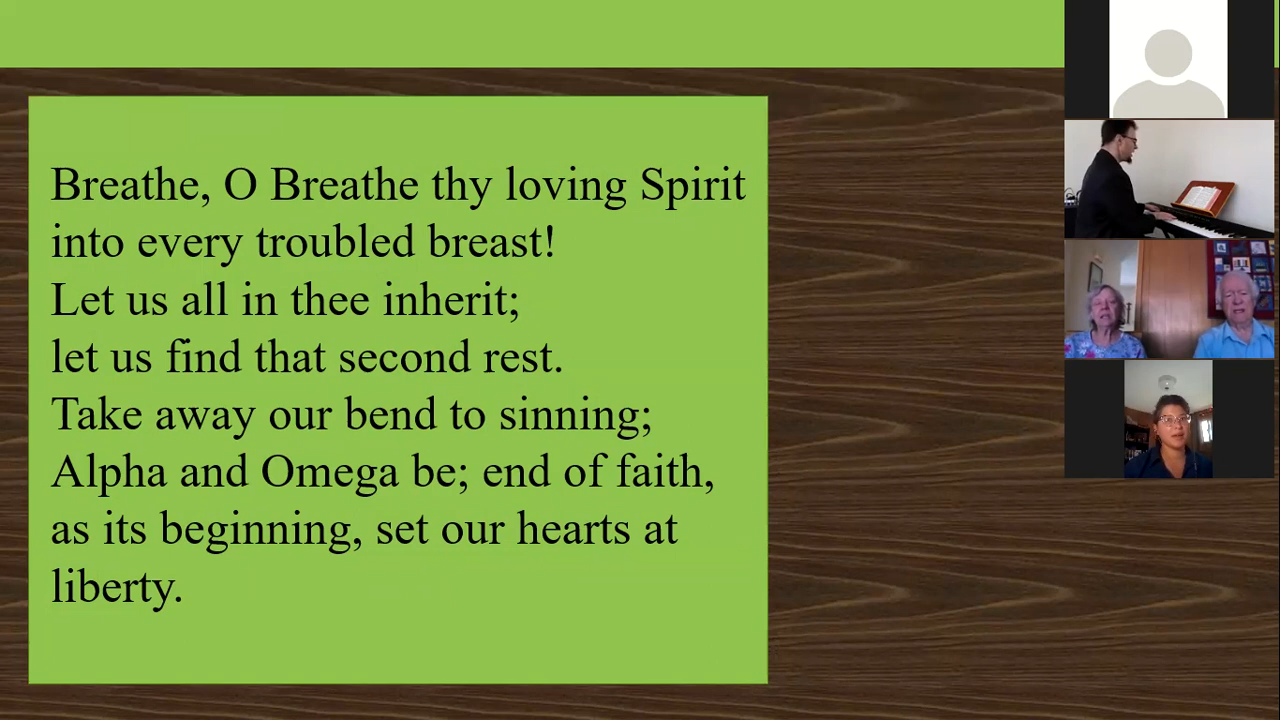 Breathe, O Breathe thy loving Spirit
into every troubled breast!
Let us all in thee inherit;
let us find that second rest.
Take away our bend to sinning;
Alpha and Omega be; end of faith,
as its beginning, set our hearts at
liberty.